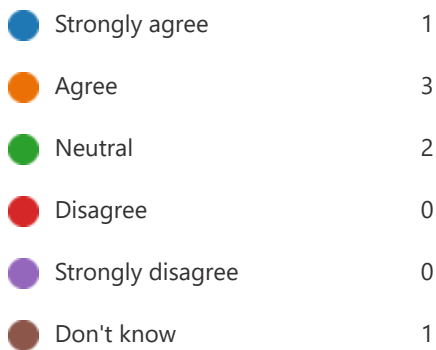 Strongly agree 1
Agree 3
Neutral 2
Disagree 0
Strongly disagree 0
Don't know 1